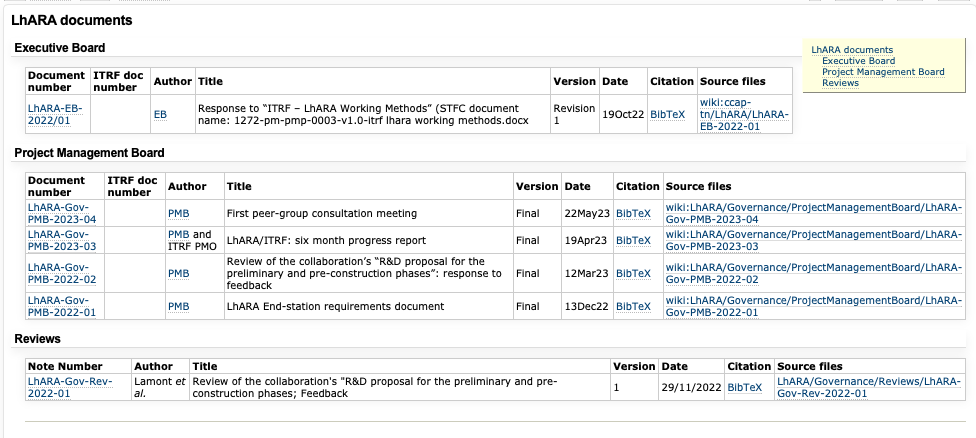 LhARA documents
LhARA documents
Executive Board
Project Management Board
Reviews
Executive Board
Document number ITRF doc number Author Title Version Date Citation Source files
LhARA-EB-2022/01 EB Response to “ITRF – LhARA Working Methods” (STFC document name: 1272-pm-pmp-0003-v1.0-itrf lhara working methods.docx Revision 1 19Oct22 BibTeX wiki:ccap-tn/LhARA/LhARA-EB-2022-01
Project Management Board
Document number ITRF doc number Author Title Version Date Citation Source files
LhARA-Gov-PMB-2023-04 PMB First peer-group consultation meeting Final 22May23 BibTeX wiki:LhARA/Governance/ProjectManagementBoard/LhARA-Gov-PMB-2023-04
LhARA-Gov-PMB-2023-03 PMB and ITRF PMO LhARA/ITRF: six month progress report Final 19Apr23 BibTeX wiki:LhARA/Governance/ProjectManagementBoard/LhARA-Gov-PMB-2023-03
LhARA-Gov-PMB-2022-02 PMB Review of the collaboration’s “R&D proposal for the preliminary and pre-construction phases”: response to feedback Final 12Mar23 BibTeX wiki:LhARA/Governance/ProjectManagementBoard/LhARA-Gov-PMB-2022-02
LhARA-Gov-PMB-2022-01 PMB LhARA End-station requirements document Final 13Dec22 BibTeX wiki:LhARA/Governance/ProjectManagementBoard/LhARA-Gov-PMB-2022-01
Reviews
Note Number Author Title Version Date Citation Source files
LhARA-Gov-Rev-2022-01 Lamont et al. Review of the collaboration's "R&D proposal for the preliminary and pre-construction phases; Feedback 1 29/11/2022 BibTeX LhARA/Governance/Reviews/LhARA-Gov-Rev-2022-01